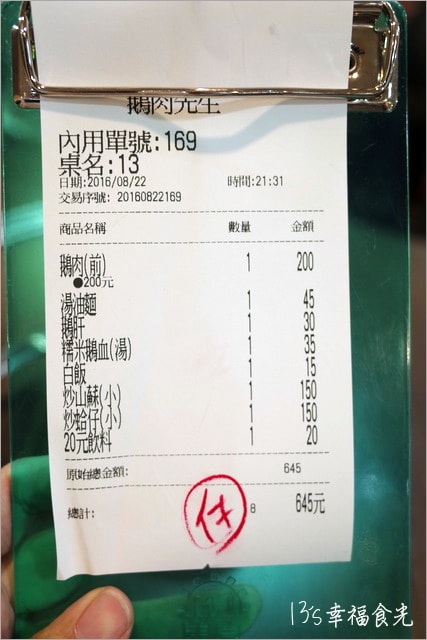 鵝肉先生
內用單號:169
桌名:13
日期:2016/08/22 時間:21:31
交易序號: 20160822169
商品名稱 數量 金額
鵝肉(前) 1 200
●200元
湯油麵 1 45
鵝肝 1 30
糯米鵝血(湯) 1 35
白飯 1 15
炒山蘇(小) 1 150
炒蛤仔(小) 1 150
20元飲料 1 20
原始總金額: 645
總計: 8 645元
付
13's幸福食光